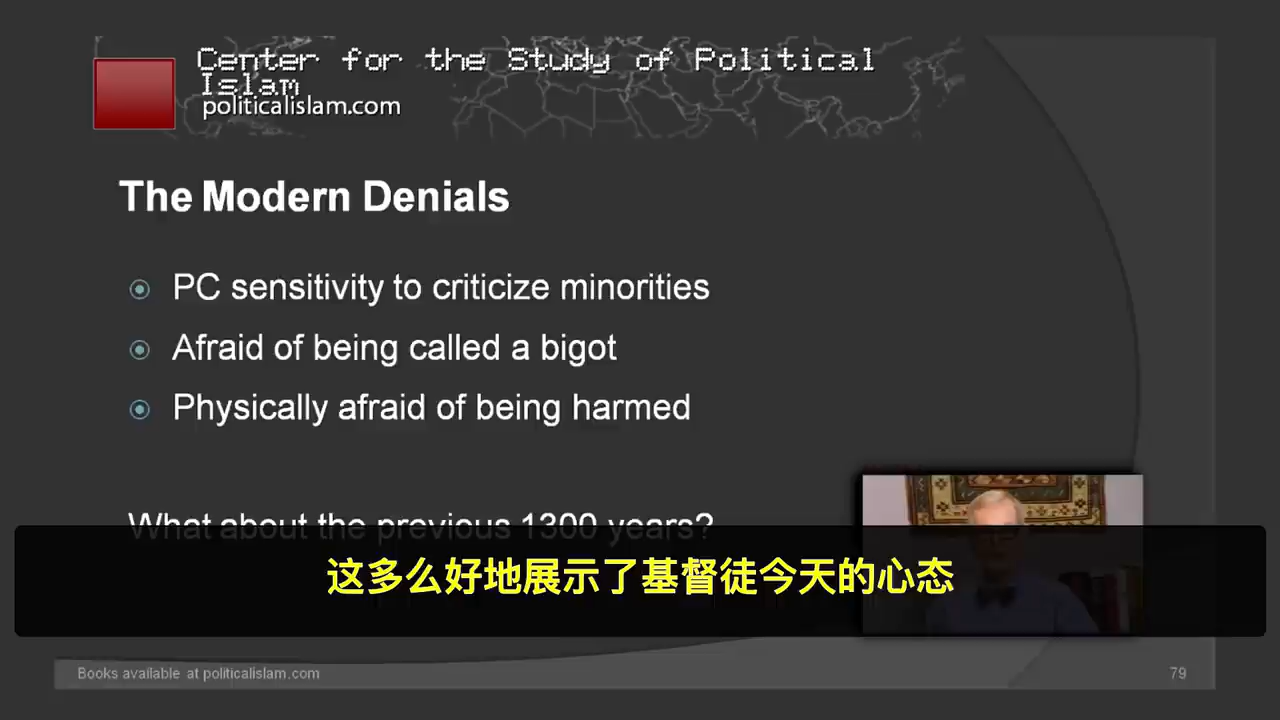 Center for the Study of Political
Islam
politicalislam.com
The Modern Denials
PC sensitivity to criticize minorities
Afraid of being called a bigot
Physically afraid of being harmed
What about the previous 1300 years?
这多么好地展示了基督徒今天的心态
Books available at politicalislam.com
79